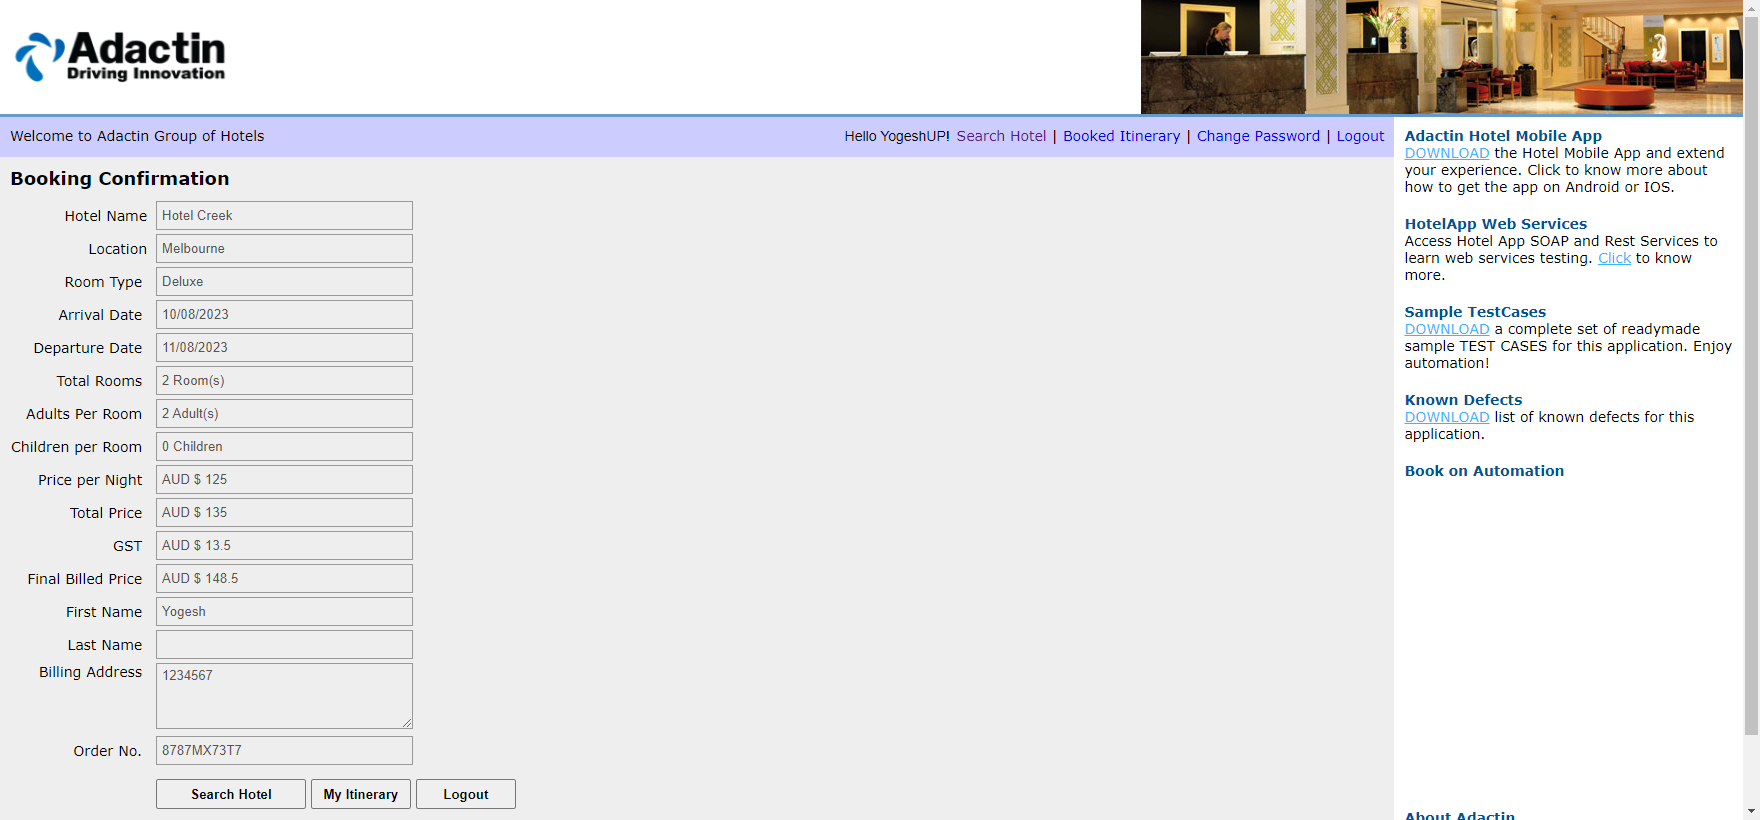 Adactin
Driving Innovation
Welcome to Adactin Group of Hotels
Hello YogeshUP! Search Hotel | Booked Itinerary | Change Password | Logout
Booking Confirmation
Hotel Name Hotel Creek
Location Melbourne
Room Type Deluxe
Arrival Date 10/08/2023
Departure Date 11/08/2023
Total Rooms 2 Room(s)
Adults Per Room 2 Adult(s)
Children per Room 0 Children
Price per Night AUD $ 125
Total Price AUD $ 135
GST AUD $ 13.5
Final Billed Price AUD $ 148.5
First Name Yogesh
Last Name
Billing Address 1234567
Order No. 8787MX73T7
Search Hotel My Itinerary Logout
Adactin Hotel Mobile App
DOWNLOAD the Hotel Mobile App and extend
your experience. Click to know more about
how to get the app on Android or IOS.
HotelApp Web Services
Access Hotel App SOAP and Rest Services to
learn web services testing. Click to know
more.
Sample TestCases
DOWNLOAD a complete set of readymade
sample TEST CASES for this application. Enjoy
automation!
Known Defects
DOWNLOAD list of known defects for this
application.
Book on Automation
About Adactin